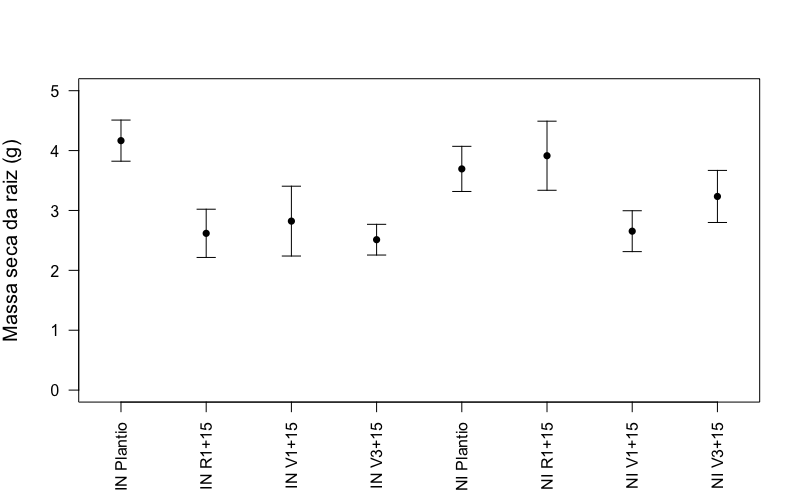 Massa seca da raiz (g)
5
4
3
2
1
0
IN Plantio
IN R1+15
IN V1+15
IN V3+15
NI Plantio
NI R1+15
NI V1+15
NI V3+15